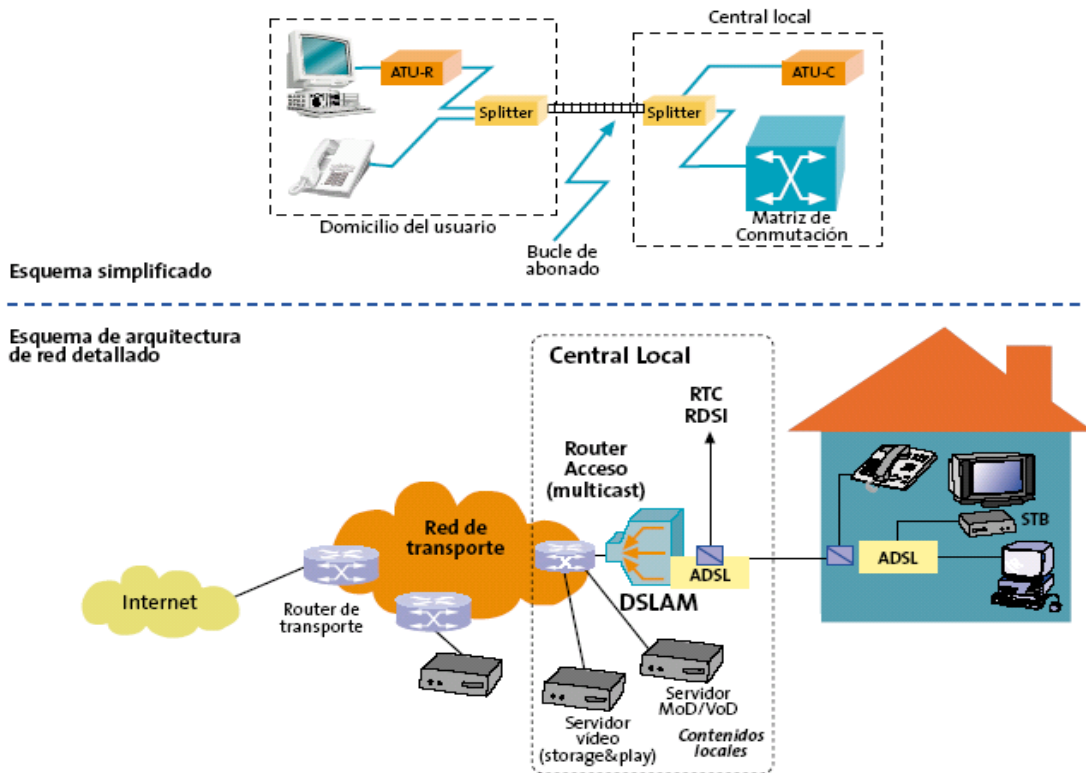 Central local
ATU-R
ATU-C
Splitter
Splitter
Domicilio del usuario
Matriz de
Conmutación
Bucle de
abonado
Esquema simplificado
Esquema de arquitectura
de red detallado
Central Local
RTC
RDSI
Router
Acceso
(multicast)
Red de
transporte
STB
ADSL
ADSL
DSLAM
Internet
Router de
transporte
Servidor
MoD/VoD
Servidor
vídeo
(storage&play)
Contenidos
locales